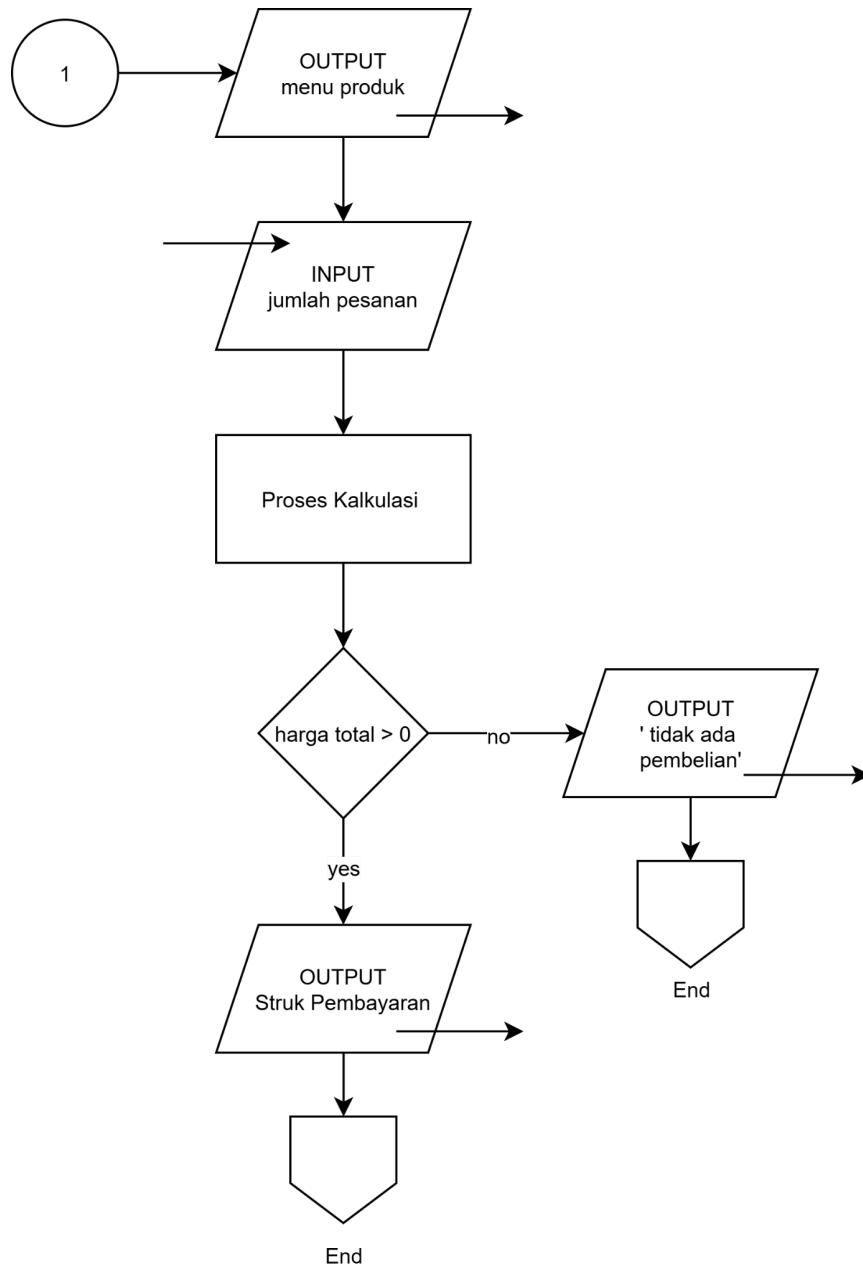 1
OUTPUT
menu produk
INPUT
jumlah pesanan
Proses Kalkulasi
harga total > 0
no
OUTPUT
' tidak ada
pembelian'
End
yes
OUTPUT
Struk Pembayaran
End